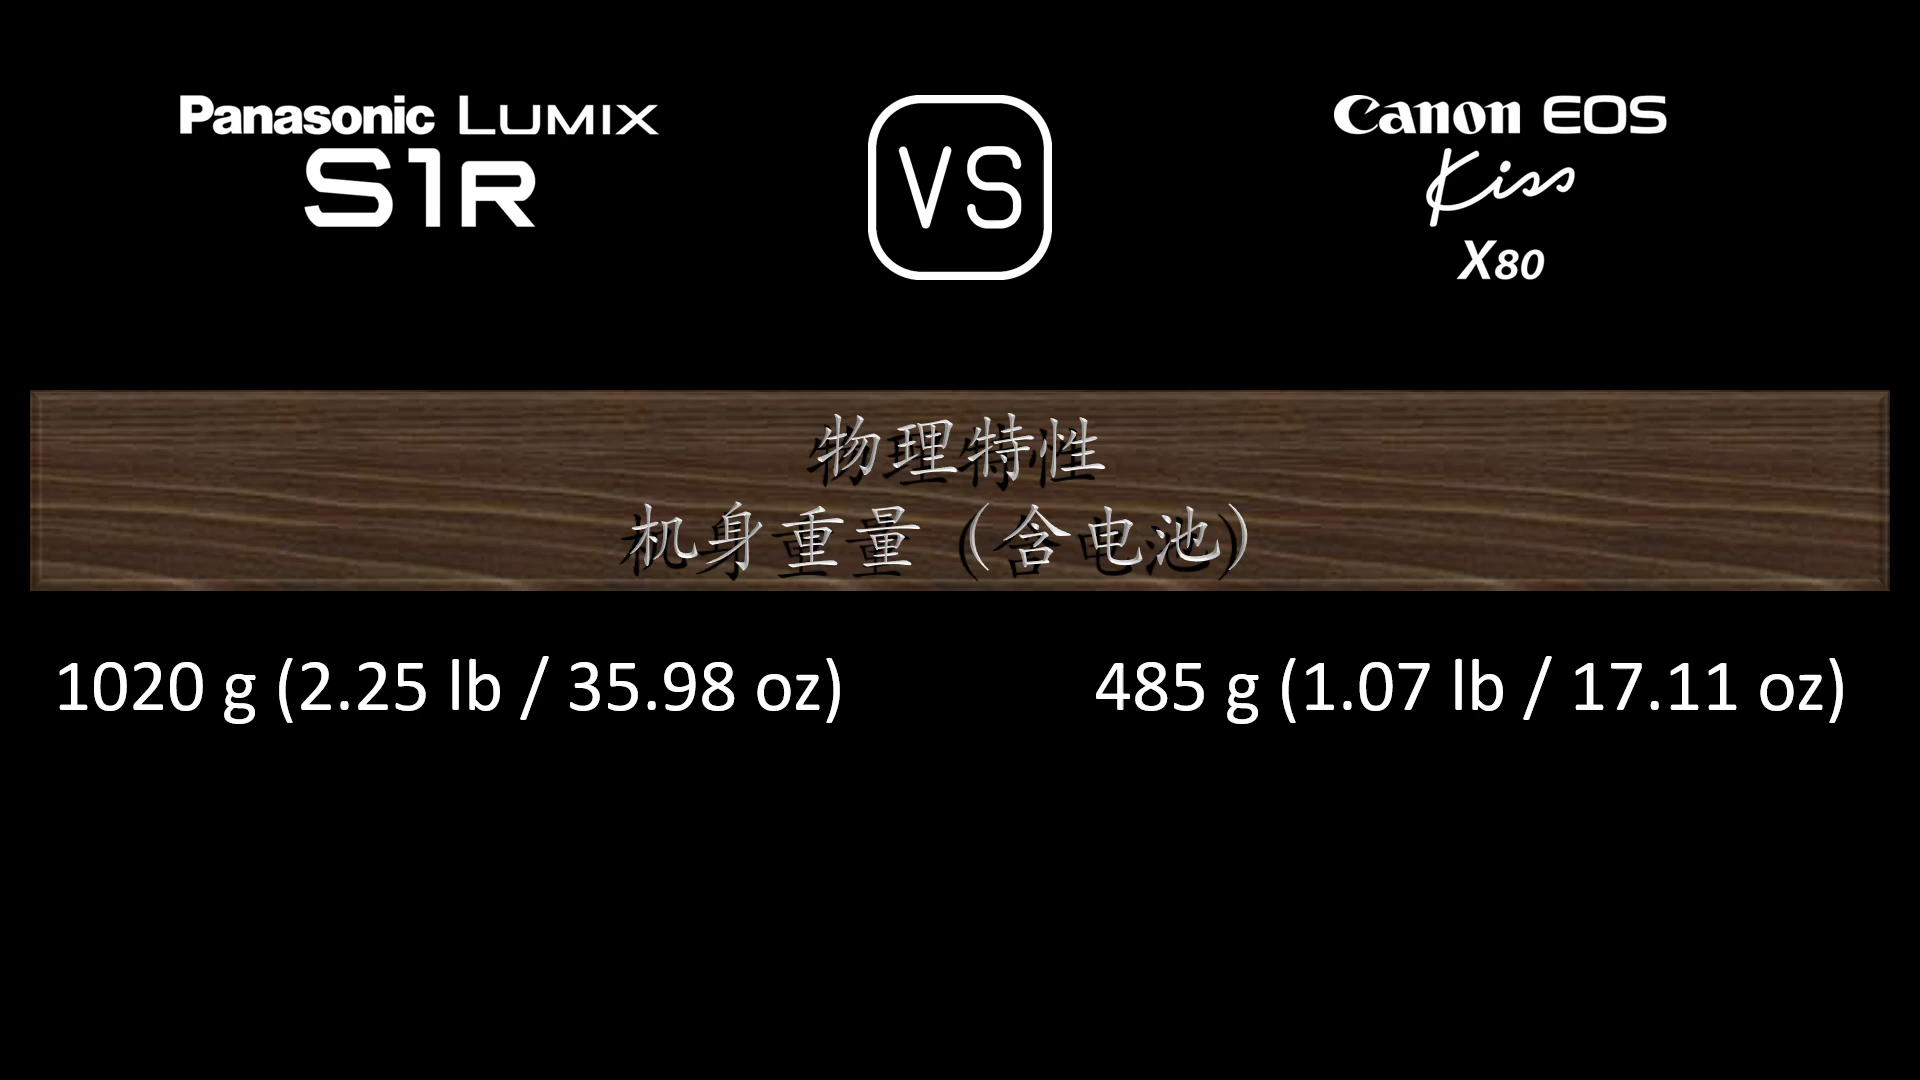 Panasonic LUMIX
S1R
VS
Canon EOS
Kiss
X80
物理特性
机身重量（含电池）
1020 g (2.25 lb / 35.98 oz)
485 g (1.07 lb / 17.11 oz)